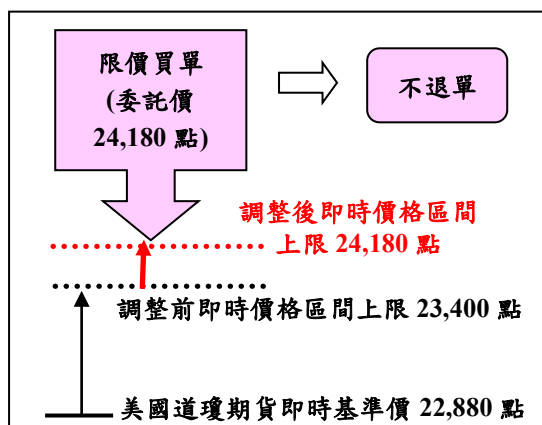 限價買單
(委託價
24,180 點)
不退單
調整後即時價格區間
上限 24,180 點
調整前即時價格區間上限 23,400 點
美國道瓊期貨即時基準價 22,880 點